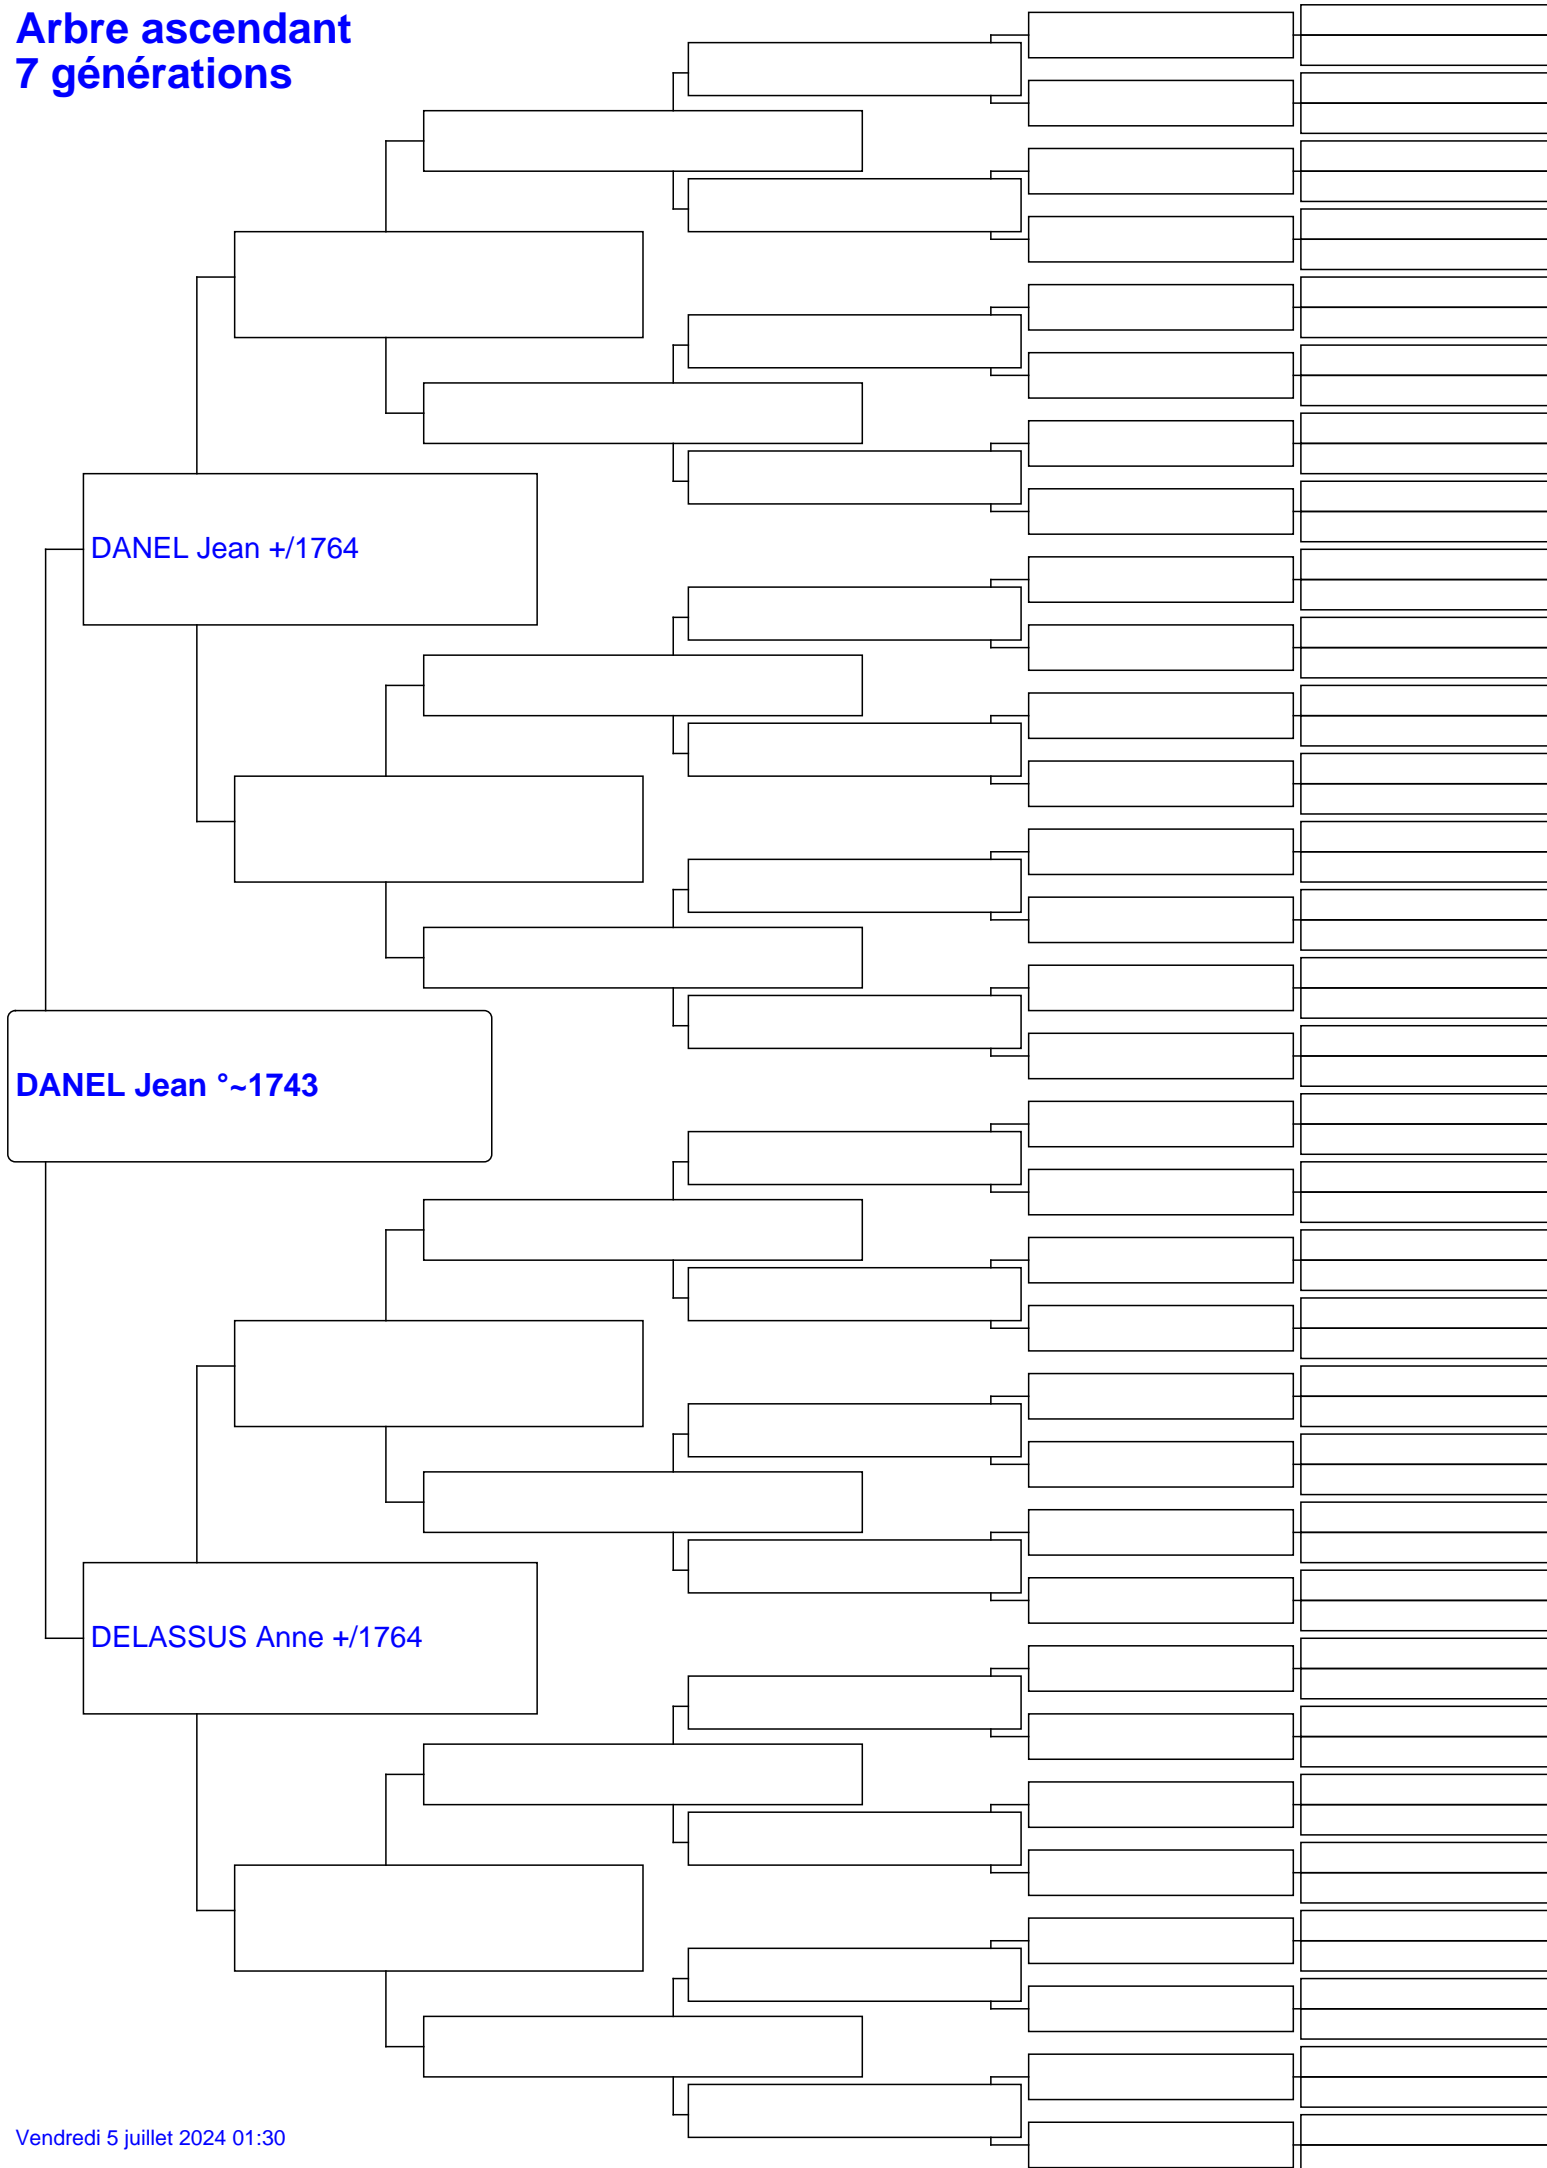 Arbre ascendant
7 générations
DANEL Jean +/1764
DANEL Jean °~1743
DELASSUS Anne +/1764
Vendredi 5 juillet 2024 01:30